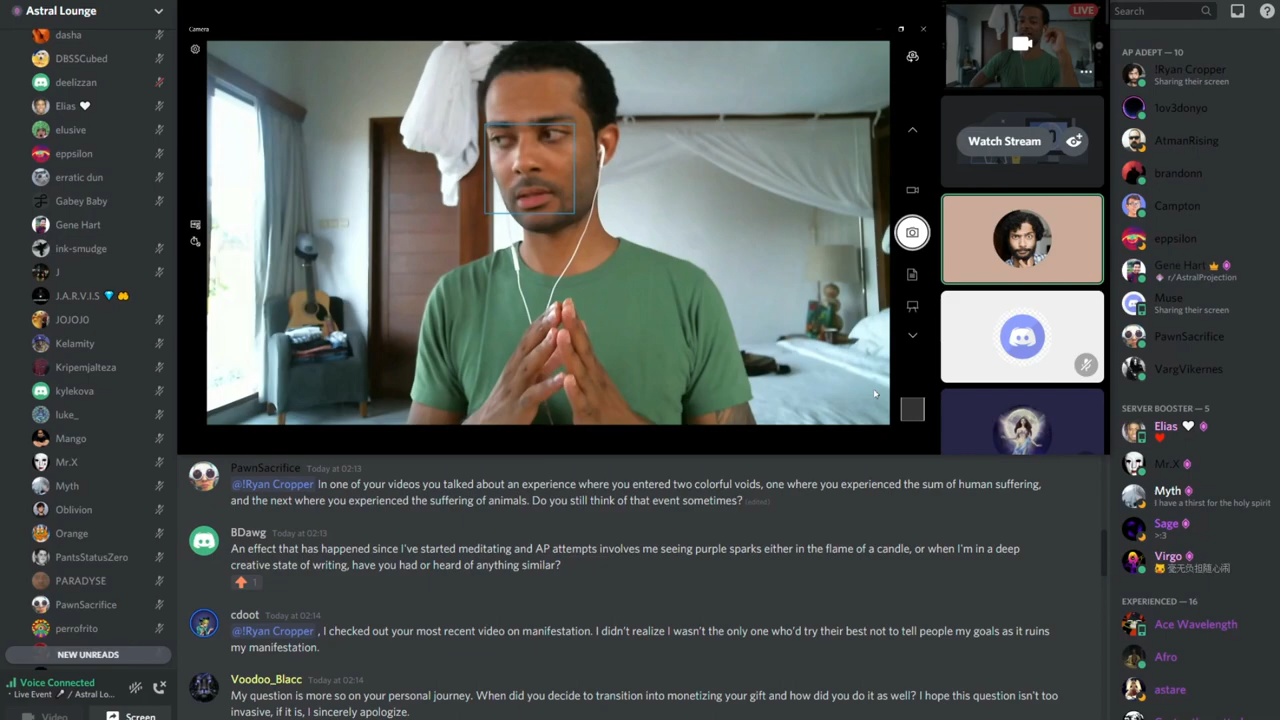 Astral Lounge
dasha
DBSSCubed
deelizzan
Elias 🤍
elusive
eppsilon
erratic dun
Gabey Baby
Gene Hart
ink-smudge
J
J.A.R.V.I.S 💎 👐
JOJOJ0
Kelamity
Kripemjalteza
kylekova
luke_
Mango
Mr.X
Myth
Oblivion
Orange
PantsStatusZero
PARADYSE
PawnSacrifice
perrofrito
NEW UNREADS
Voice Connected
Live Event 🎤 / Astral Lo...
Video
Screen
Camera
LIVE
Watch Stream
PawnSacrifice Today at 02:13
@!Ryan Cropper In one of your videos you talked about an experience where you entered two colorful voids, one where you experienced the sum of human suffering,
and the next where you experienced the suffering of animals. Do you still think of that event sometimes? (edited)
BDawg Today at 02:13
An effect that has happened since I've started meditating and AP attempts involves me seeing purple sparks either in the flame of a candle, or when I'm in a deep
creative state of writing, have you had or heard of anything similar?
1
cdoot Today at 02:14
@!Ryan Cropper , I checked out your most recent video on manifestation. I didn't realize I wasn't the only one who'd try their best not to tell people my goals as it ruins
my manifestation.
Voodoo_Blacc Today at 02:14
My question is more so on your personal journey. When did you decide to transition into monetizing your gift and how did you do it as well? I hope this question isn't too
invasive, if it is, I sincerely apologize.
Search
AP ADEPT — 10
!Ryan Cropper
Sharing their screen
1ov3donyo
AtmanRising
brandonn
Campton
eppsilon
Gene Hart
r/AstralProjection
Muse
Sharing their screen
PawnSacrifice
VargVikernes
SERVER BOOSTER — 5
Elias 🤍
Mr.X
Myth
I have a thirst for the holy spirit
Sage
>:3
Virgo
EXPERIENCED — 16
Ace Wavelength
Afro
astare